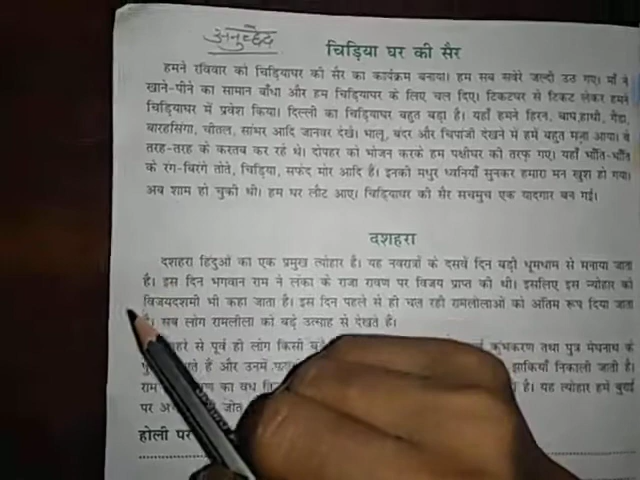 अनुच्छेद
चिड़िया घर की सैर
हमने रविवार को चिड़ियाघर की सैर का कार्यक्रम बनाया। हम सब सवेरे जल्दी उठ गए। माँ ने
खाने-पीने का सामान बाँधा और हम चिड़ियाघर के लिए चल दिए। टिकटघर से टिकट लेकर हमने
चिड़ियाघर में प्रवेश किया। दिल्ली का चिड़ियाघर बहुत बड़ा है। यहाँ हमने हिरन, बाघ, हाथी, गैंडा,
बारहसिंगा, चीतल, सांभर आदि जानवर देखे। भालू, बंदर और चिंपांजी देखने में हमें बहुत मज़ा आया। वे
तरह-तरह के करतब कर रहे थे। दोपहर को भोजन करके हम पक्षीघर की तरफ़ गए। यहाँ भाँति-भाँति
के रंग-बिरंगे तोते, चिड़िया, सफेद मोर आदि हैं। इनकी मधुर ध्वनियाँ सुनकर हमारा मन खुश हो गया।
अब शाम हो चुकी थी। हम घर लौट आए। चिड़ियाघर की सैर सचमुच एक यादगार बन गई।
दशहरा
दशहरा हिंदुओं का एक प्रमुख त्योहार है। यह नवरात्रों के दसवें दिन बड़ी धूमधाम से मनाया जाता
है। इस दिन भगवान राम ने लंका के राजा रावण पर विजय प्राप्त की थी। इसलिए इस त्योहार को
विजयदशमी भी कहा जाता है। इस दिन पहले से ही चल रही रामलीलाओं को अंतिम रूप दिया जाता
है। सब लोग रामलीला को बड़े उत्साह से देखते हैं।
से पूर्व ही लोग किसी कुंभकरण तथा पुत्र मेघनाथ के
हैं और उनमें झाकियाँ निकाली जाती हैं।
राम का वध है। यह त्योहार हमें बुराई
पर
होली पर